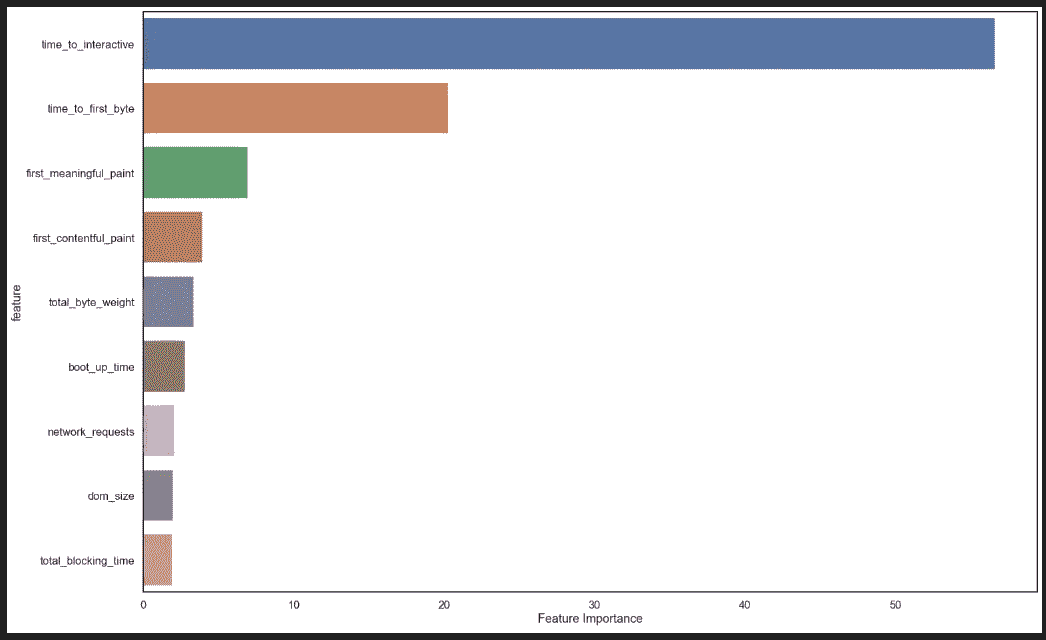 time_to_interactive
time_to_first_byte
first_meaningful_paint
first_contentful_paint
total_byte_weight
boot_up_time
network_requests
dom_size
total_blocking_time
feature
0 10 20 30 40 50
Feature Importance